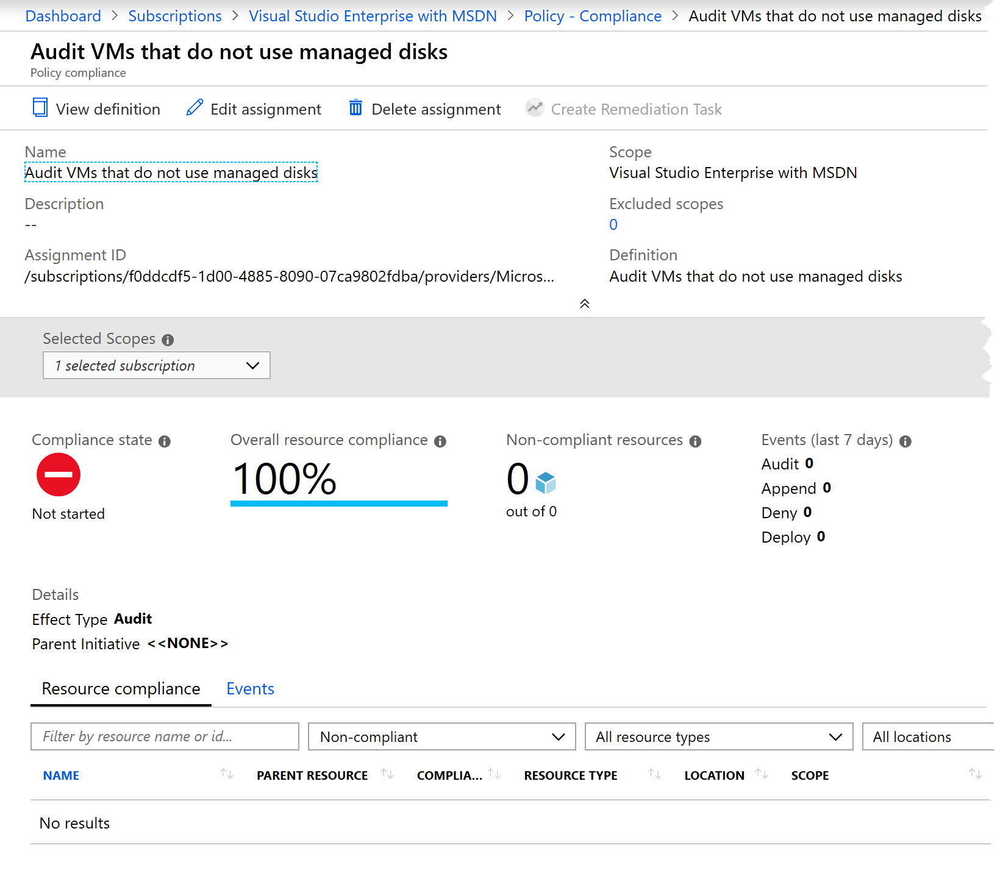 Dashboard > Subscriptions > Visual Studio Enterprise with MSDN > Policy - Compliance > Audit VMs that do not use managed disks
Audit VMs that do not use managed disks
Policy compliance
View definition Edit assignment Delete assignment Create Remediation Task
Name
Audit VMs that do not use managed disks
Scope
Visual Studio Enterprise with MSDN
Description
--
Excluded scopes
0
Assignment ID
/subscriptions/f0ddcdf5-1d00-4885-8090-07ca9802fdba/providers/Micros...
Definition
Audit VMs that do not use managed disks
Selected Scopes
1 selected subscription
Compliance state
Not started
Overall resource compliance
100%
Non-compliant resources
0
out of 0
Events (last 7 days)
Audit 0
Append 0
Deny 0
Deploy 0
Details
Effect Type Audit
Parent Initiative <<NONE>>
Resource compliance Events
Filter by resource name or id... Non-compliant All resource types All locations
NAME PARENT RESOURCE COMPLIA... RESOURCE TYPE LOCATION SCOPE
No results